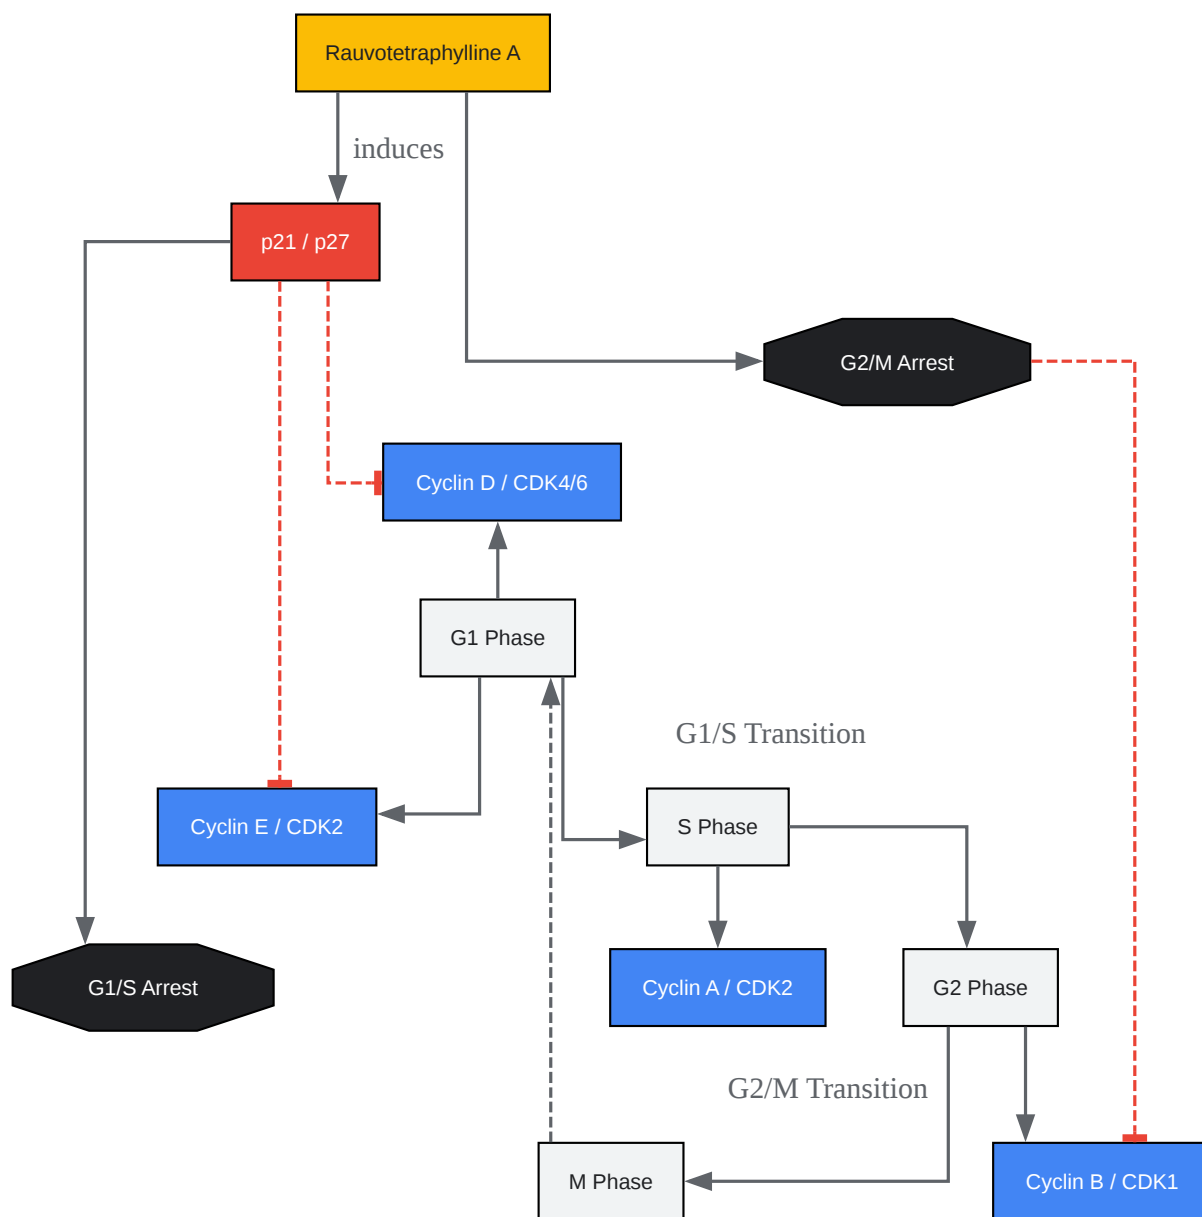 Rauvotetraphylline A
induces
p21 / p27
G2/M Arrest
Cyclin D / CDK4/6
G1 Phase
G1/S Transition
Cyclin E / CDK2
S Phase
G1/S Arrest
Cyclin A / CDK2
G2 Phase
G2/M Transition
M Phase
Cyclin B / CDK1